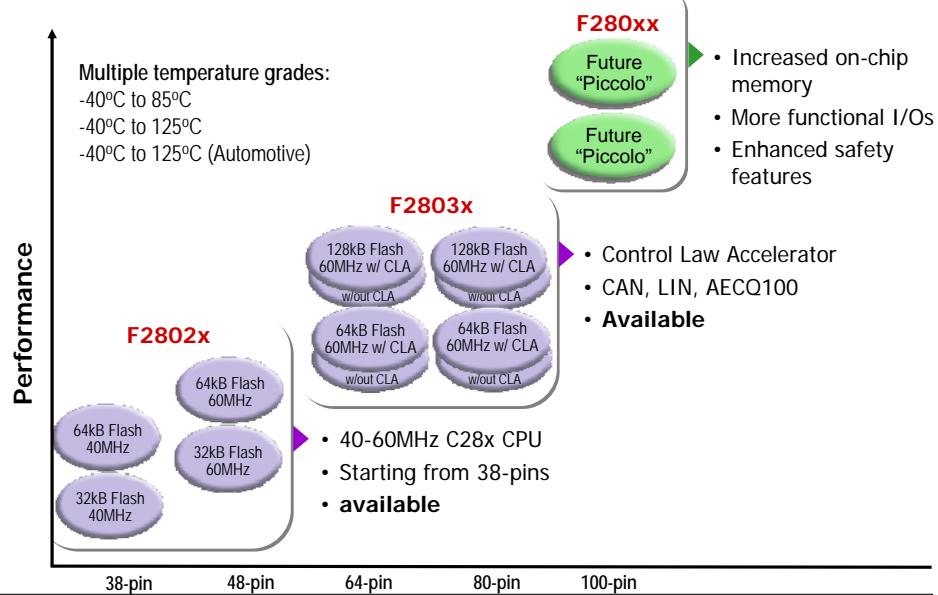 F280xx
Future
"Piccolo"
Future
"Piccolo"
• Increased on-chip
memory
• More functional I/Os
• Enhanced safety
features
Multiple temperature grades:
-40ºC to 85ºC
-40ºC to 125ºC
-40ºC to 125ºC (Automotive)
F2803x
128kB Flash
60MHz w/ CLA
w/out CLA
128kB Flash
60MHz w/ CLA
w/out CLA
64kB Flash
60MHz w/ CLA
w/out CLA
64kB Flash
60MHz w/ CLA
w/out CLA
• Control Law Accelerator
• CAN, LIN, AECQ100
• Available
F2802x
64kB Flash
60MHz
64kB Flash
40MHz
32kB Flash
60MHz
32kB Flash
40MHz
• 40-60MHz C28x CPU
• Starting from 38-pins
• available
Performance
38-pin 48-pin 64-pin 80-pin 100-pin